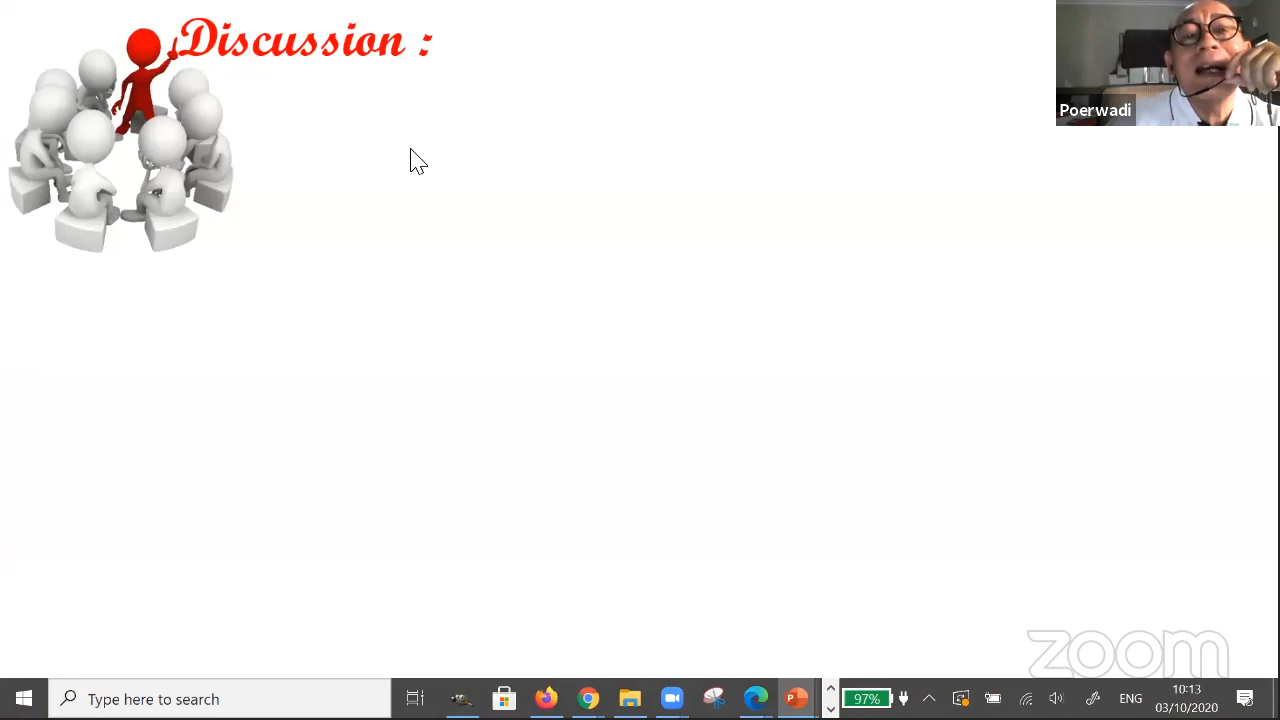 Discussion :
Poerwadi
zoom
Type here to search
97%
ENG
10:13
03/10/2020